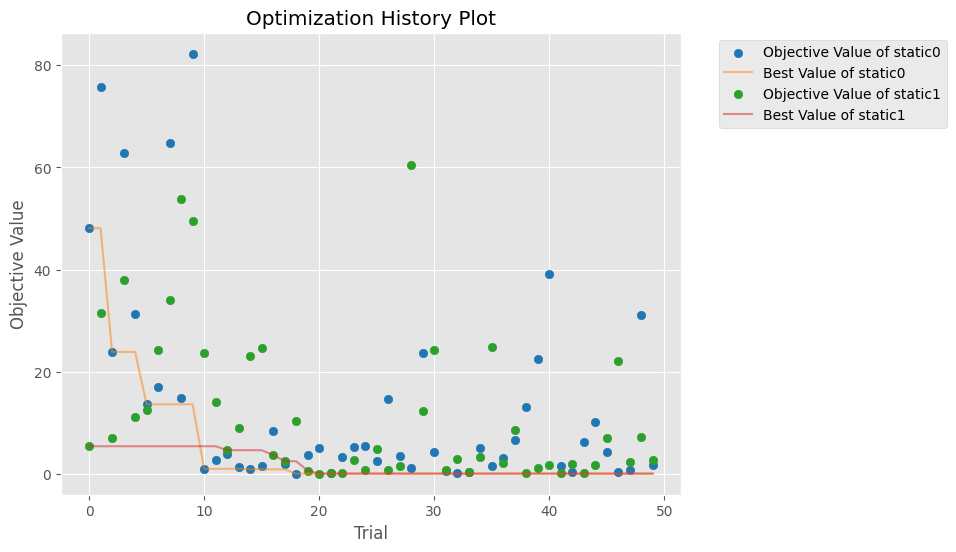 Optimization History Plot
Objective Value of static0
Best Value of static0
Objective Value of static1
Best Value of static1
80
60
40
20
0
Objective Value
0 10 20 30 40 50
Trial